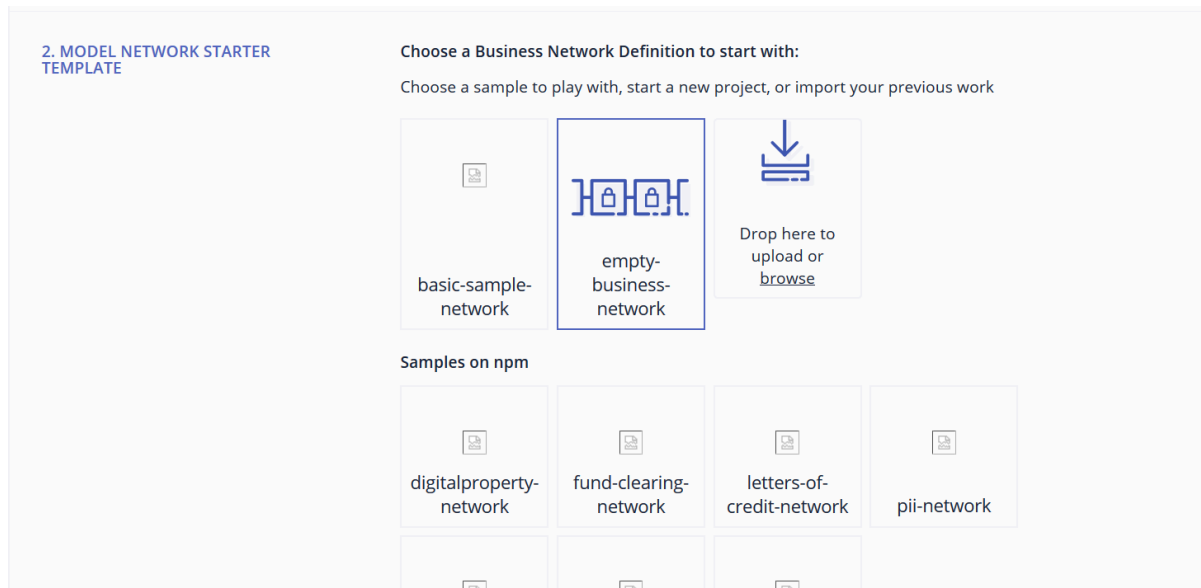 2. MODEL NETWORK STARTER
TEMPLATE
Choose a Business Network Definition to start with:
Choose a sample to play with, start a new project, or import your previous work
basic-sample-
network
empty-
business-
network
Drop here to
upload or
browse
Samples on npm
digitalproperty-
network
fund-clearing-
network
letters-of-
credit-network
pii-network